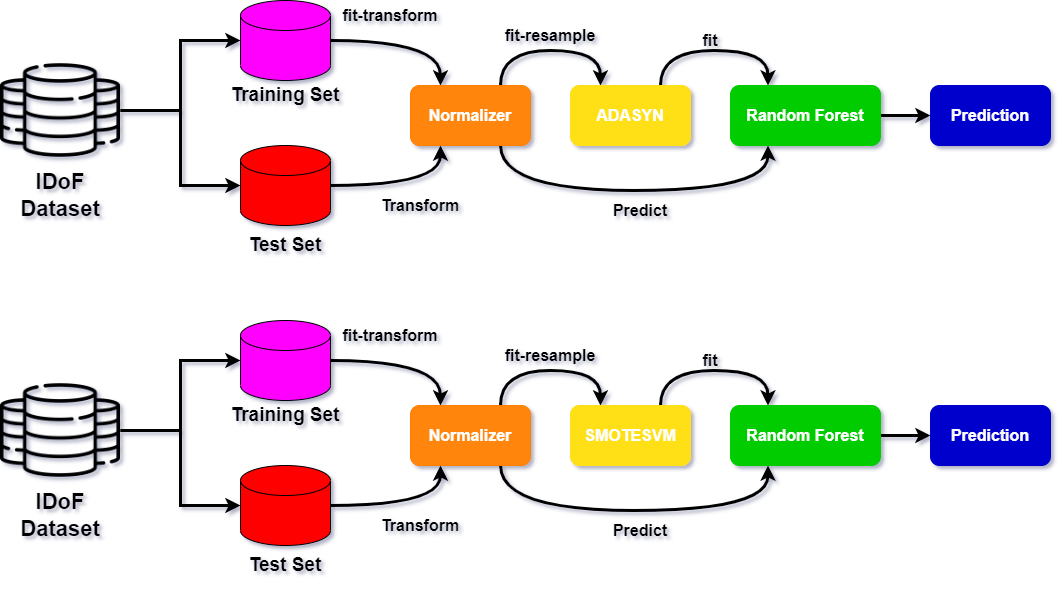 fit-transform
fit-resample
fit
Training Set
Normalizer
ADASYN
Random Forest
Prediction
IDoF
Dataset
Transform
Predict
Test Set
fit-transform
fit-resample
fit
Training Set
Normalizer
SMOTESVM
Random Forest
Prediction
IDoF
Dataset
Transform
Predict
Test Set